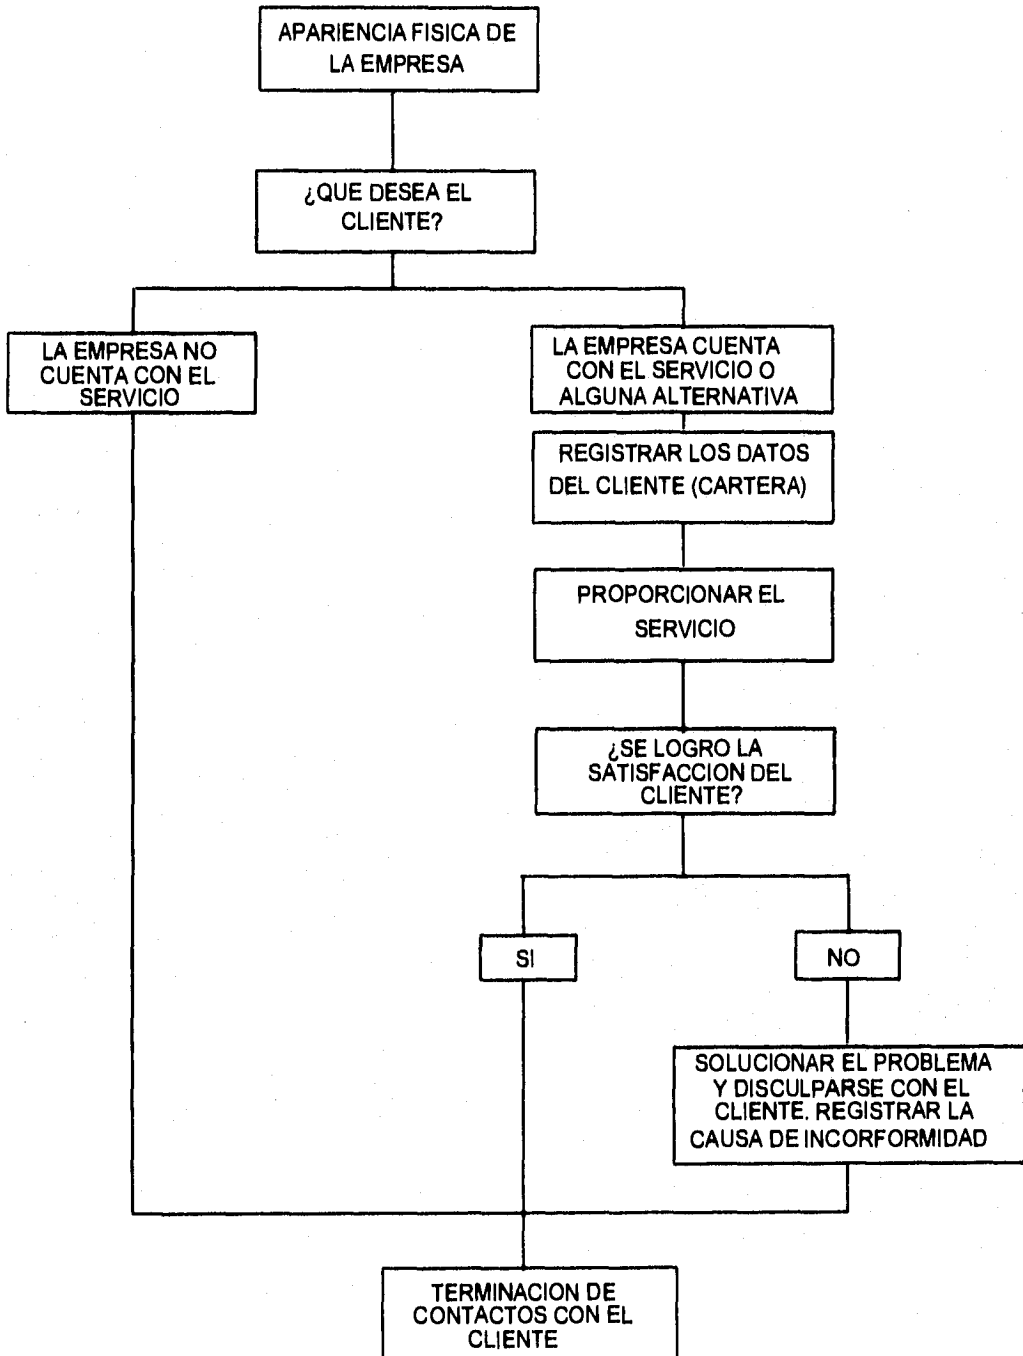 APARIENCIA FISICA DE
LA EMPRESA
¿QUE DESEA EL
CLIENTE?
LA EMPRESA NO
CUENTA CON EL
SERVICIO
LA EMPRESA CUENTA
CON EL SERVICIO O
ALGUNA ALTERNATIVA
REGISTRAR LOS DATOS
DEL CLIENTE (CARTERA)
PROPORCIONAR EL
SERVICIO
¿SE LOGRO LA
SATISFACCION DEL
CLIENTE?
SI
NO
SOLUCIONAR EL PROBLEMA
Y DISCULPARSE CON EL
CLIENTE. REGISTRAR LA
CAUSA DE INCORFORMIDAD
TERMINACION DE
CONTACTOS CON EL
CLIENTE